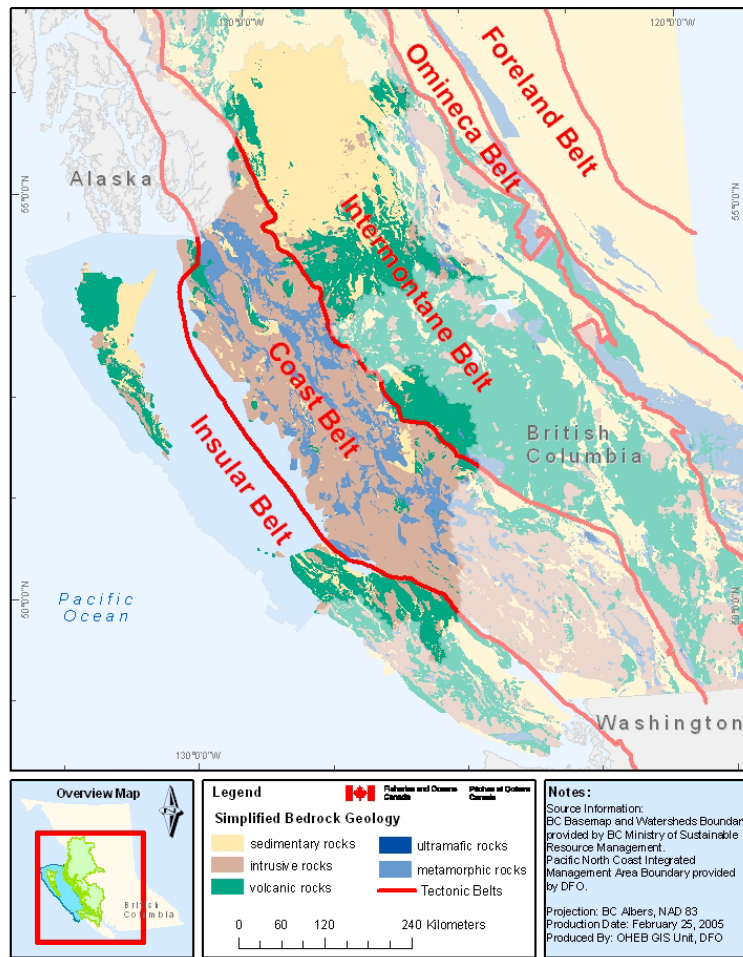 130°0'0"W
120°0'0"W
Foreland Belt
Omineca Belt
Alaska
55°0'0"N
55°0'0"N
Intermontane Belt
Coast Belt
British
Columbia
Insular Belt
Pacific
Ocean
Washington
130°0'0"W
Overview Map
British
Columbia
Legend
Fisheries and Oceans
Canada
Pêches et Océans
Canada
Simplified Bedrock Geology
sedimentary rocks
intrusive rocks
volcanic rocks
ultramafic rocks
metamorphic rocks
Tectonic Belts
0 60 120 240 Kilometers
Notes:
Source Information:
BC Basemap and Watersheds Boundar
provided by BC Ministry of Sustainable
Resource Management.
Pacific North Coast Integrated
Management Area Boundary provided
by DFO.
Projection: BC Albers, NAD 83
Production Date: February 25, 2005
Produced By: OHEB GIS Unit, DFO